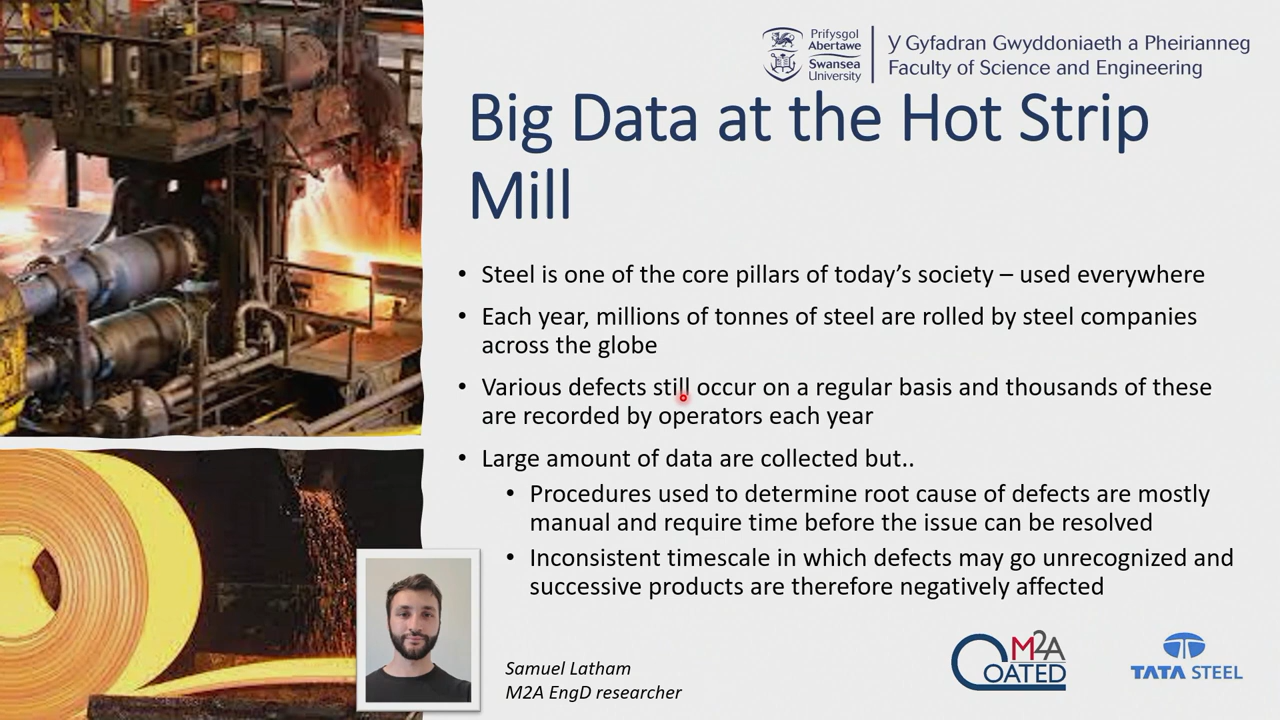 Prifysgol
Abertawe
Swansea
University
Y Gyfadran Gwyddoniaeth a Pheirianneg
Faculty of Science and Engineering
Big Data at the Hot Strip
Mill
• Steel is one of the core pillars of today’s society – used everywhere
• Each year, millions of tonnes of steel are rolled by steel companies
across the globe
• Various defects still occur on a regular basis and thousands of these
are recorded by operators each year
• Large amount of data are collected but..
• Procedures used to determine root cause of defects are mostly
manual and require time before the issue can be resolved
• Inconsistent timescale in which defects may go unrecognized and
successive products are therefore negatively affected
Samuel Latham
M2A EngD researcher
M2A
COATED
TATA STEEL